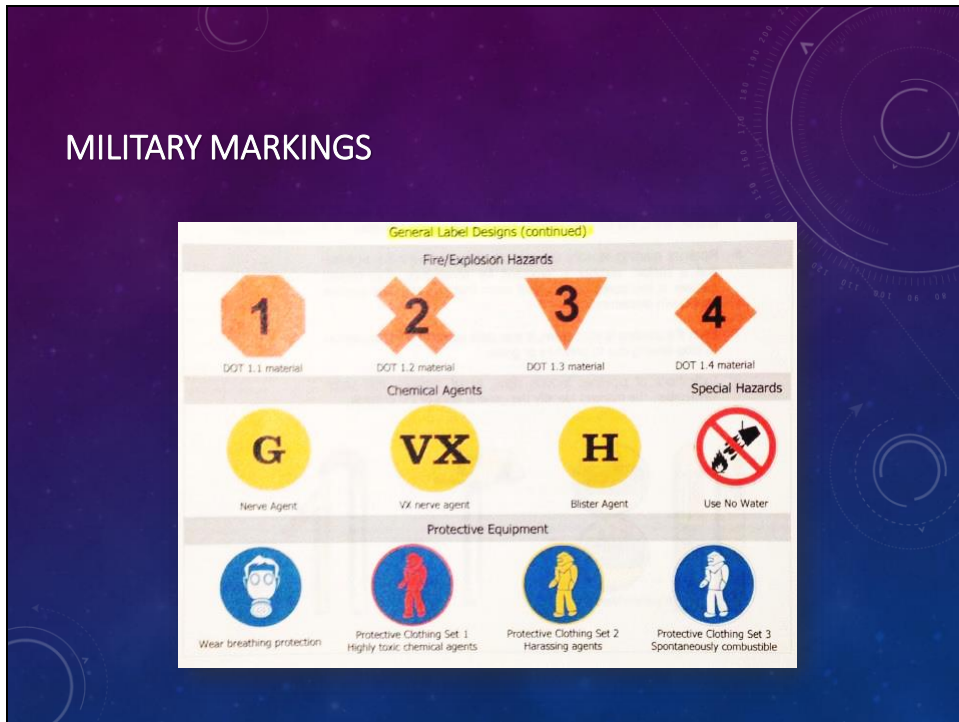 MILITARY MARKINGS
General Label Designs (continued)
Fire/Explosion Hazards
1 2 3 4
DOT 1.1 material DOT 1.2 material DOT 1.3 material DOT 1.4 material
Chemical Agents Special Hazards
G VX H
Nerve Agent VX nerve agent Blister Agent Use No Water
Protective Equipment
Wear breathing protection
Protective Clothing Set 1
Highly toxic chemical agents
Protective Clothing Set 2
Harassing agents
Protective Clothing Set 3
Spontaneously combustible